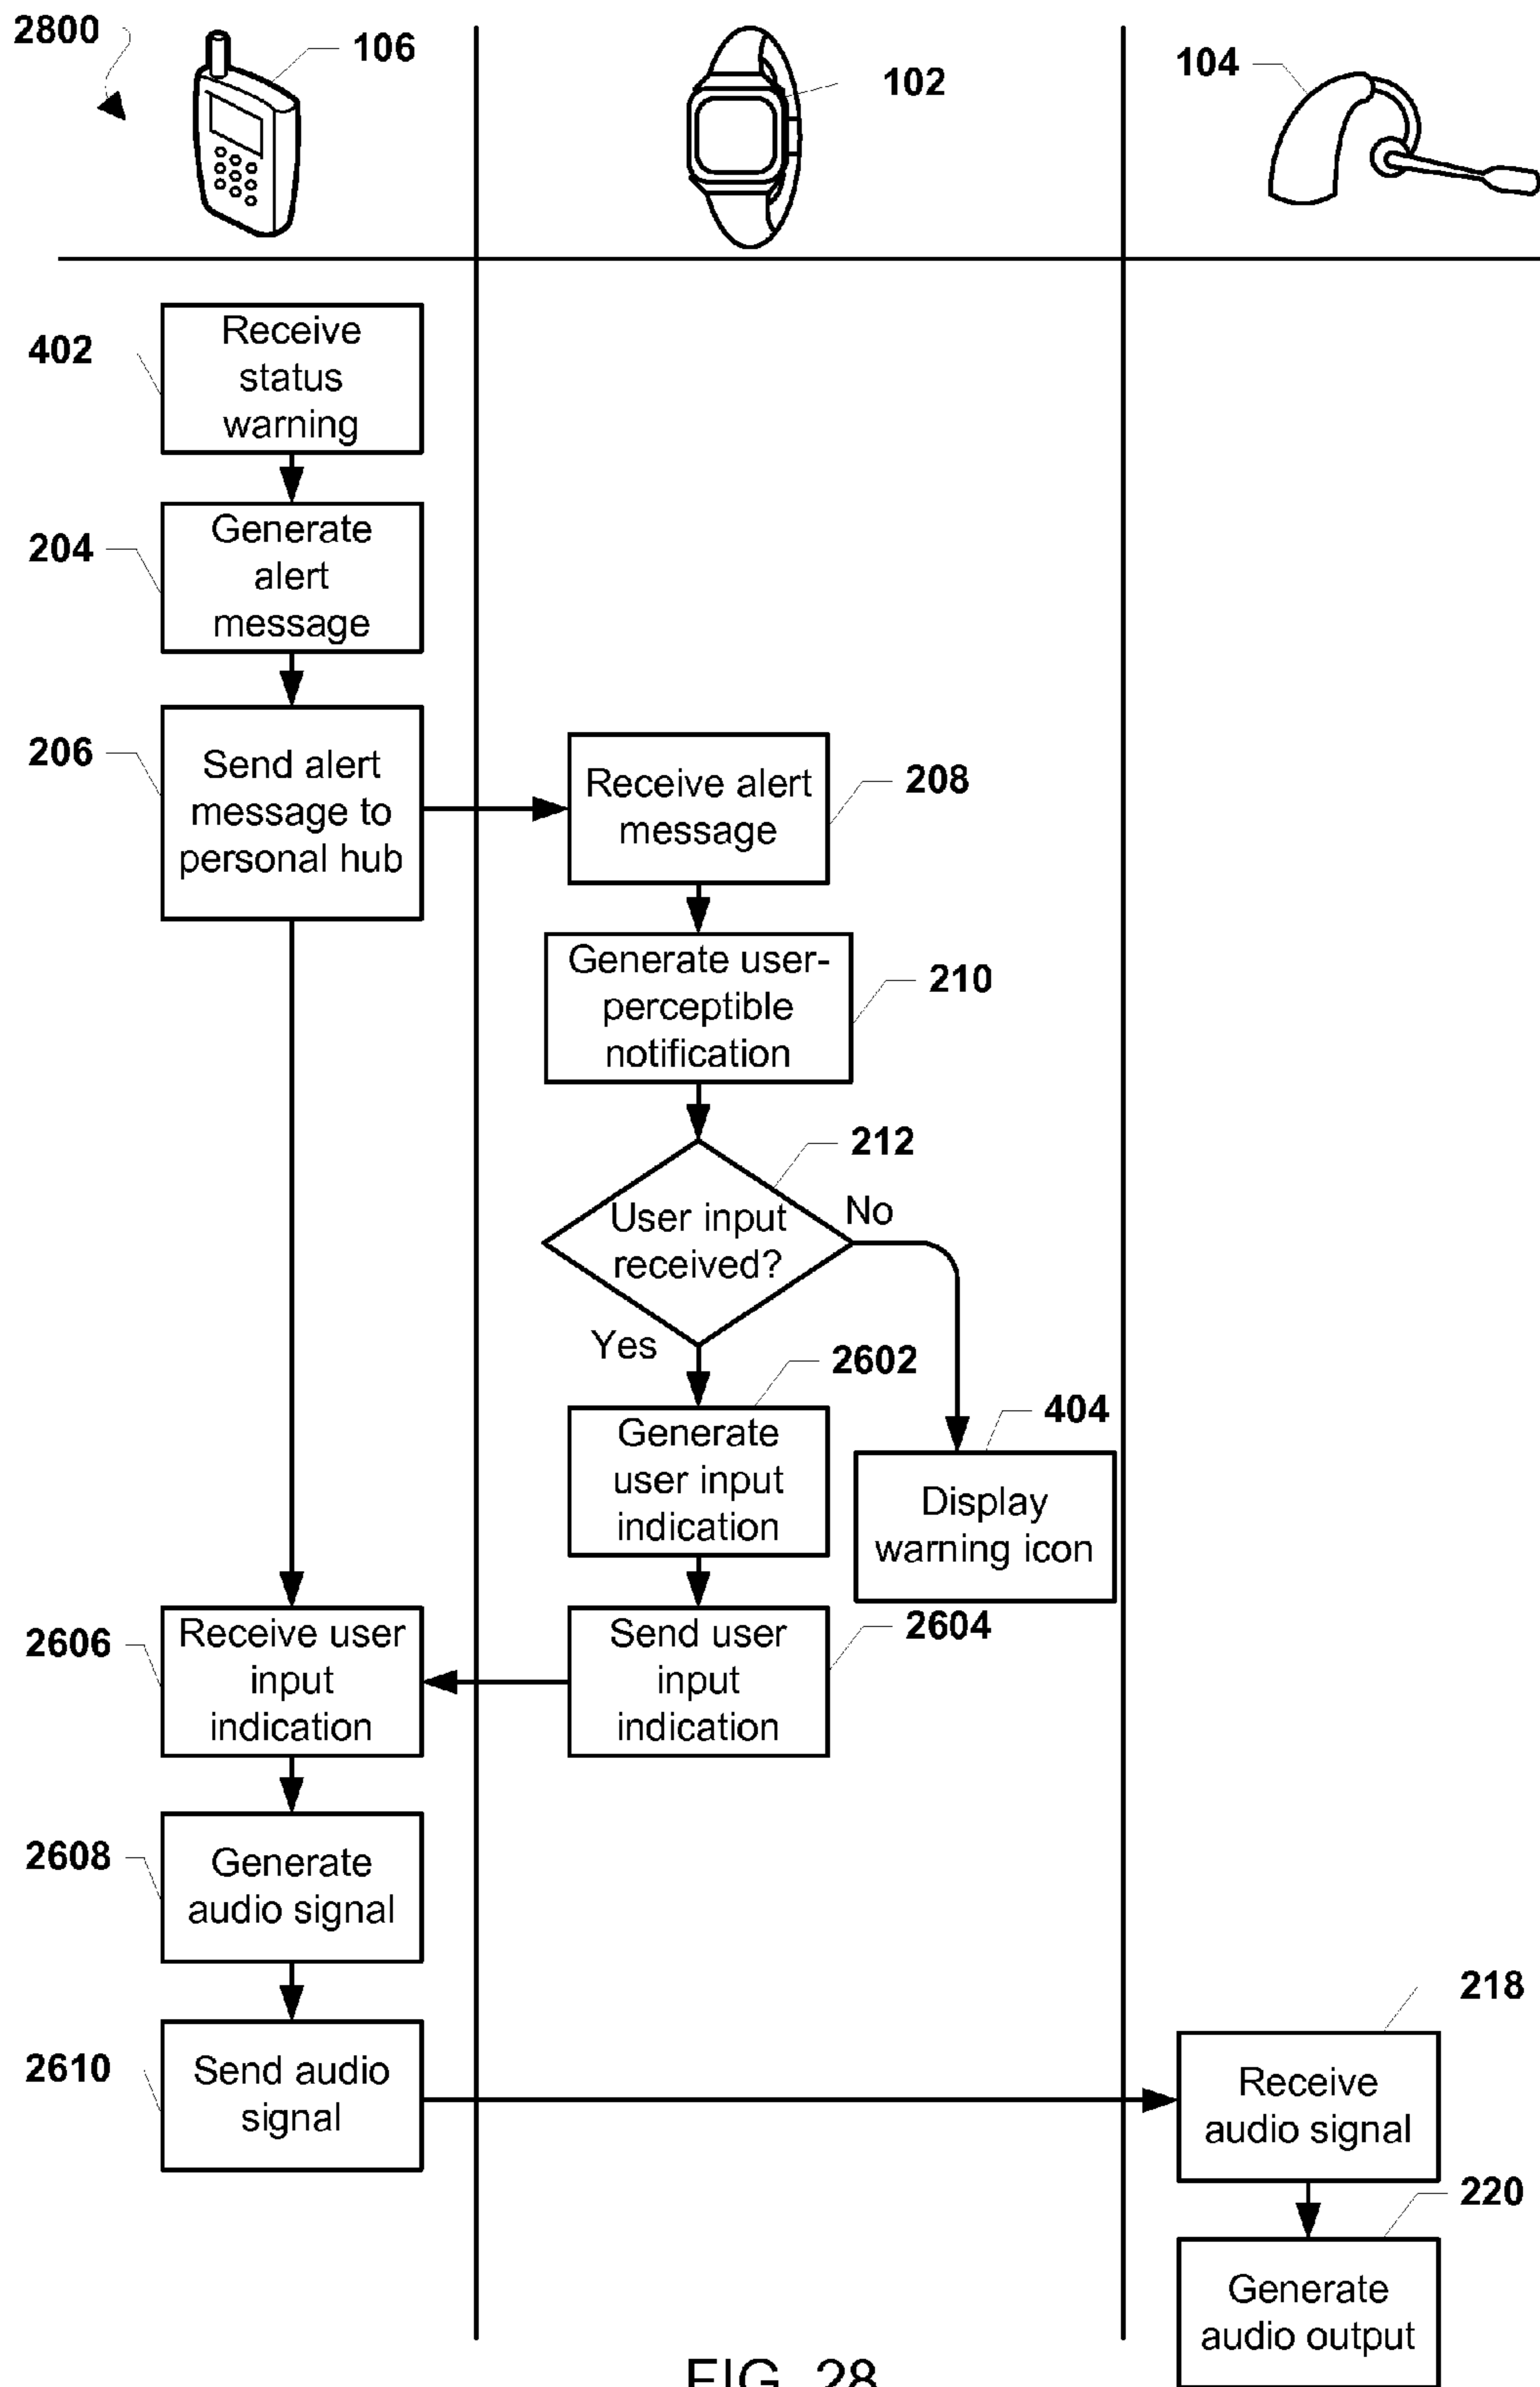 2800
106
102
104
402
Receive
status
warning
204
Generate
alert
message
206
Send alert
message to
personal hub
Receive alert
message
208
Generate user-
perceptible
notification
210
212
User input
received?
No
Yes
2602
Generate
user input
indication
404
Display
warning icon
2606
Receive user
input
indication
Send user
input
indication
2604
2608
Generate
audio signal
2610
Send audio
signal
218
Receive
audio signal
220
Generate
audio output
FIG. 28